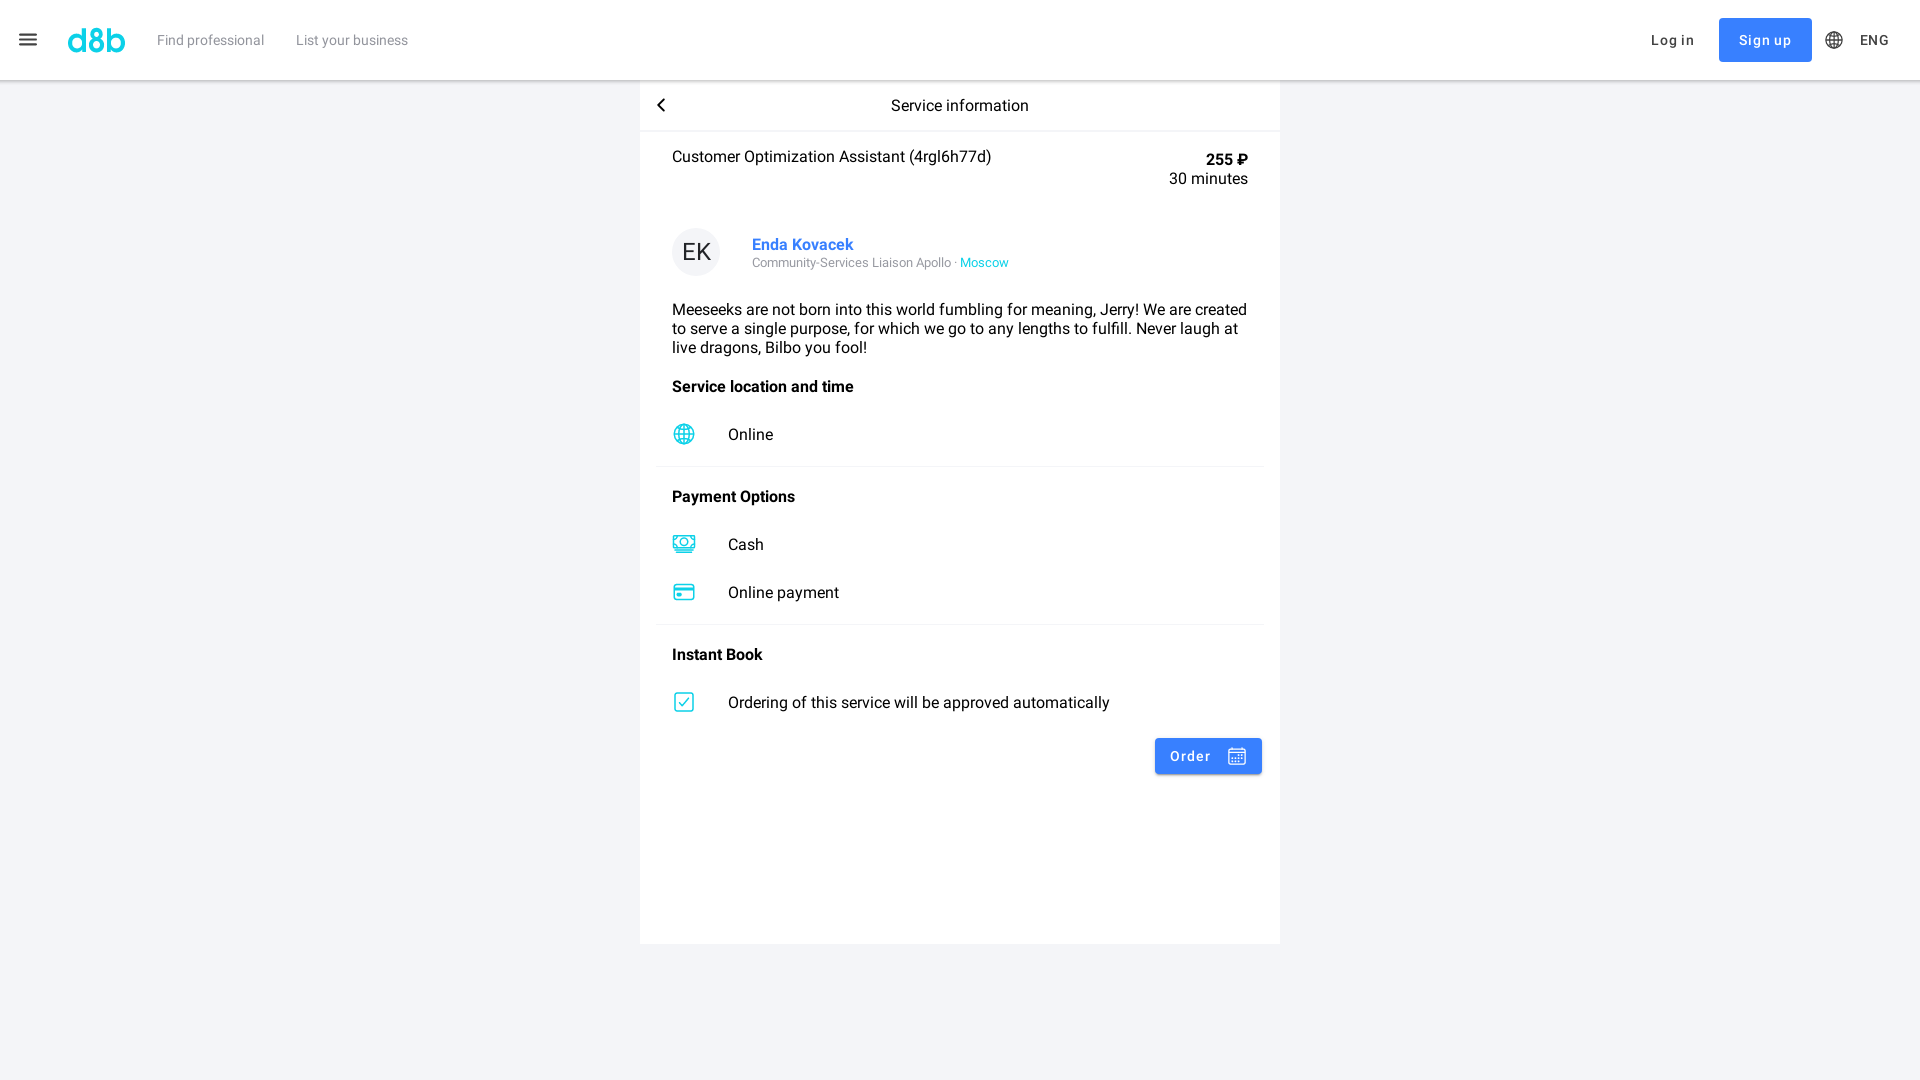 d8b
Find professional
List your business
Log in
Sign up
ENG
Service information
Customer Optimization Assistant (4rgl6h77d)
255 ₽
30 minutes
EK
Enda Kovacek
Community-Services Liaison Apollo · Moscow
Meeseeks are not born into this world fumbling for meaning, Jerry! We are created
to serve a single purpose, for which we go to any lengths to fulfill. Never laugh at
live dragons, Bilbo you fool!
Service location and time
Online
Payment Options
Cash
Online payment
Instant Book
Ordering of this service will be approved automatically
Order